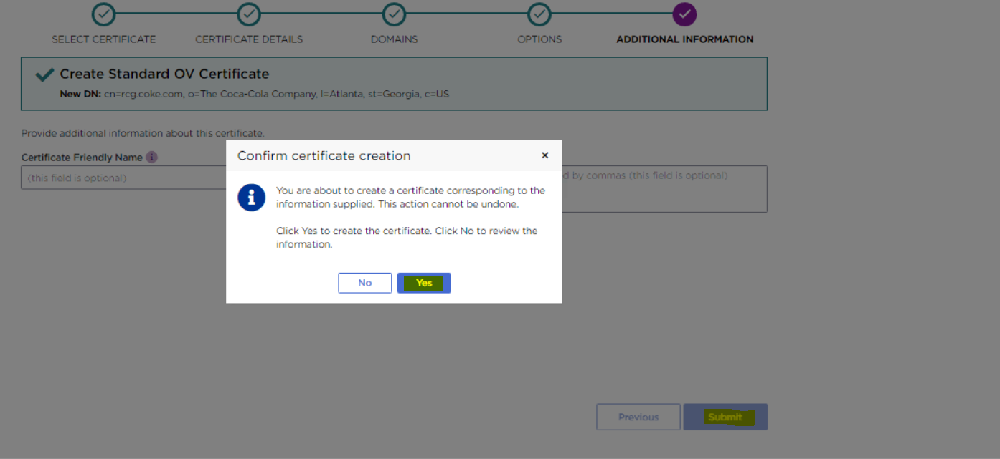 SELECT CERTIFICATE CERTIFICATE DETAILS DOMAINS OPTIONS ADDITIONAL INFORMATION
Create Standard OV Certificate
New DN: cn=rcg.coke.com, o=The Coca-Cola Company, l=Atlanta, st=Georgia, c=US
Provide additional information about this certificate.
Certificate Friendly Name i
(this field is optional)
d by commas (this field is optional)
Confirm certificate creation ×
You are about to create a certificate corresponding to the
information supplied. This action cannot be undone.
Click Yes to create the certificate. Click No to review the
information.
No Yes
Previous Submit